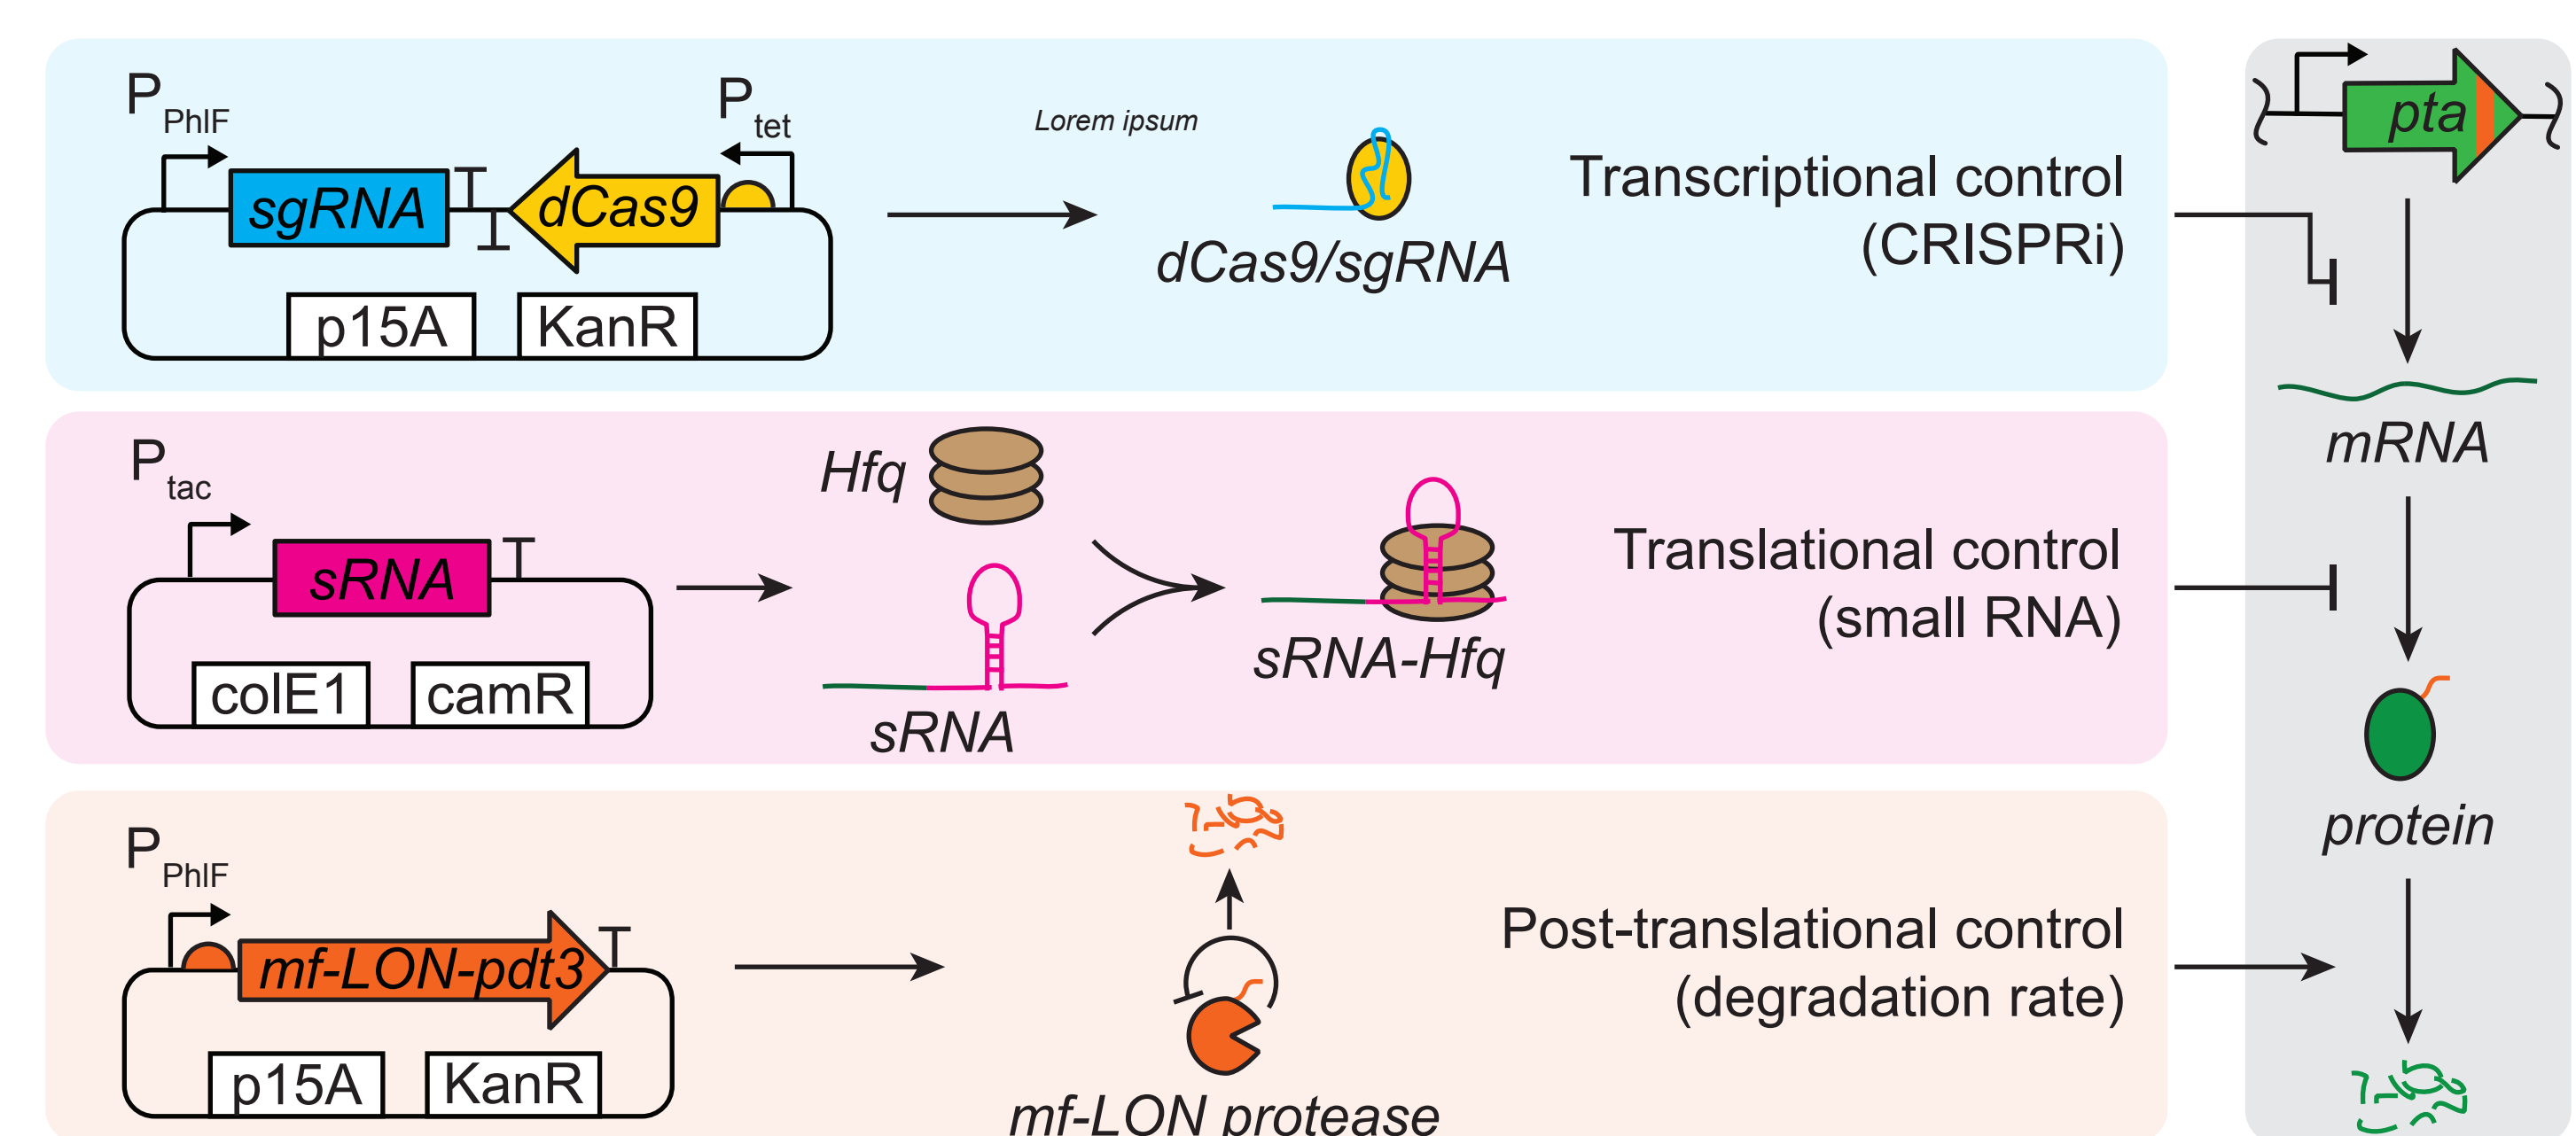 P PhlF
P tet
Lorem ipsum
sgRNA
dCas9
p15A
KanR
dCas9/sgRNA
Transcriptional control
(CRISPRi)
P tac
sRNA
colE1
camR
Hfq
sRNA
sRNA-Hfq
Translational control
(small RNA)
P PhlF
mf-LON-pdt3
p15A
KanR
mf-LON protease
Post-translational control
(degradation rate)
pta
mRNA
protein